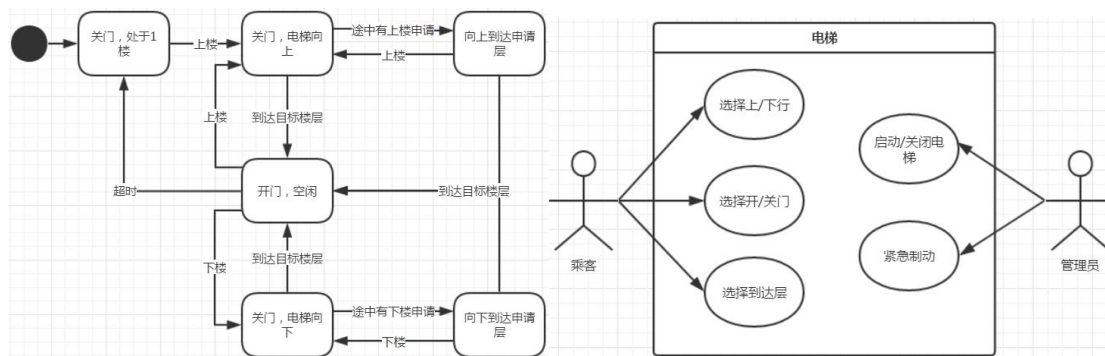 关门，处于1
楼
上楼
关门，电梯向
上
途中有上楼申请
上楼
向上到达申请
层
上楼
到达目标楼层
超时
开门，空闲
到达目标楼层
下楼
到达目标楼层
关门，电梯向
下
途中有下楼申请
下楼
向下到达申请
层
电梯
选择上/下行
启动/关闭电
梯
选择开/关门
紧急制动
选择到达层
乘客
管理员